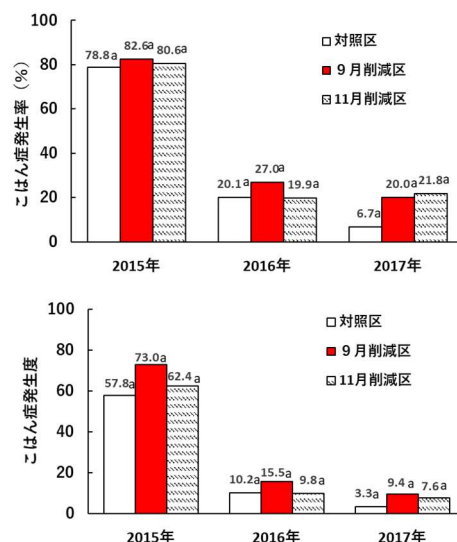 100
80
60
40
20
0
こはん症発生率（%）
78.8a
82.6a
80.6a
20.1a
27.0a
19.9a
6.7a
20.0a
21.8a
対照区
９月削減区
11月削減区
2015年
2016年
2017年
100
80
60
40
20
0
こはん症発生度
57.8a
73.0a
62.4a
10.2a
15.5a
9.8a
3.3a
9.4a
7.6a
対照区
９月削減区
11月削減区
2015年
2016年
2017年